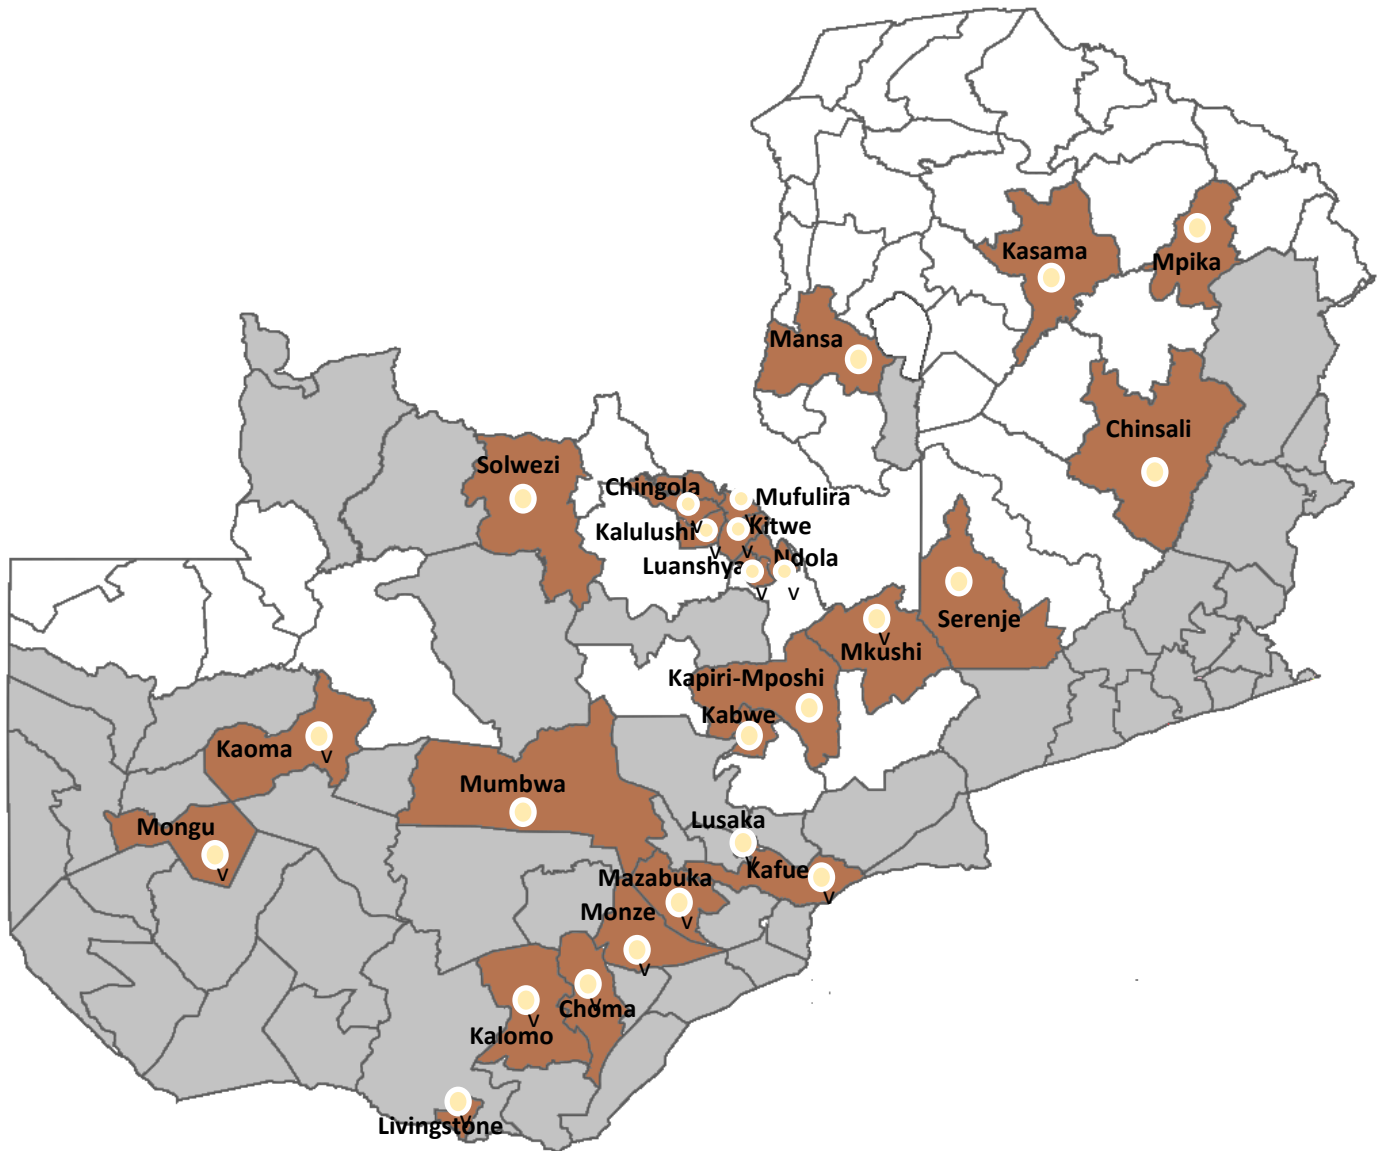 Kasama
Mpika
Mansa
Chinsali
Solwezi
Chingola
Mufulira
v
v
Kalulushi
Kitwe
v
v
Luanshya
Ndola
v
v
Serenje
v
Mkushi
Kapiri-Mposhi
Kabwe
Kaoma
v
Mumbwa
Lusaka
Mongu
v
v
Kafue
v
Mazabuka
v
Monze
v
Choma
v
Kalomo
v
Livingstone
v